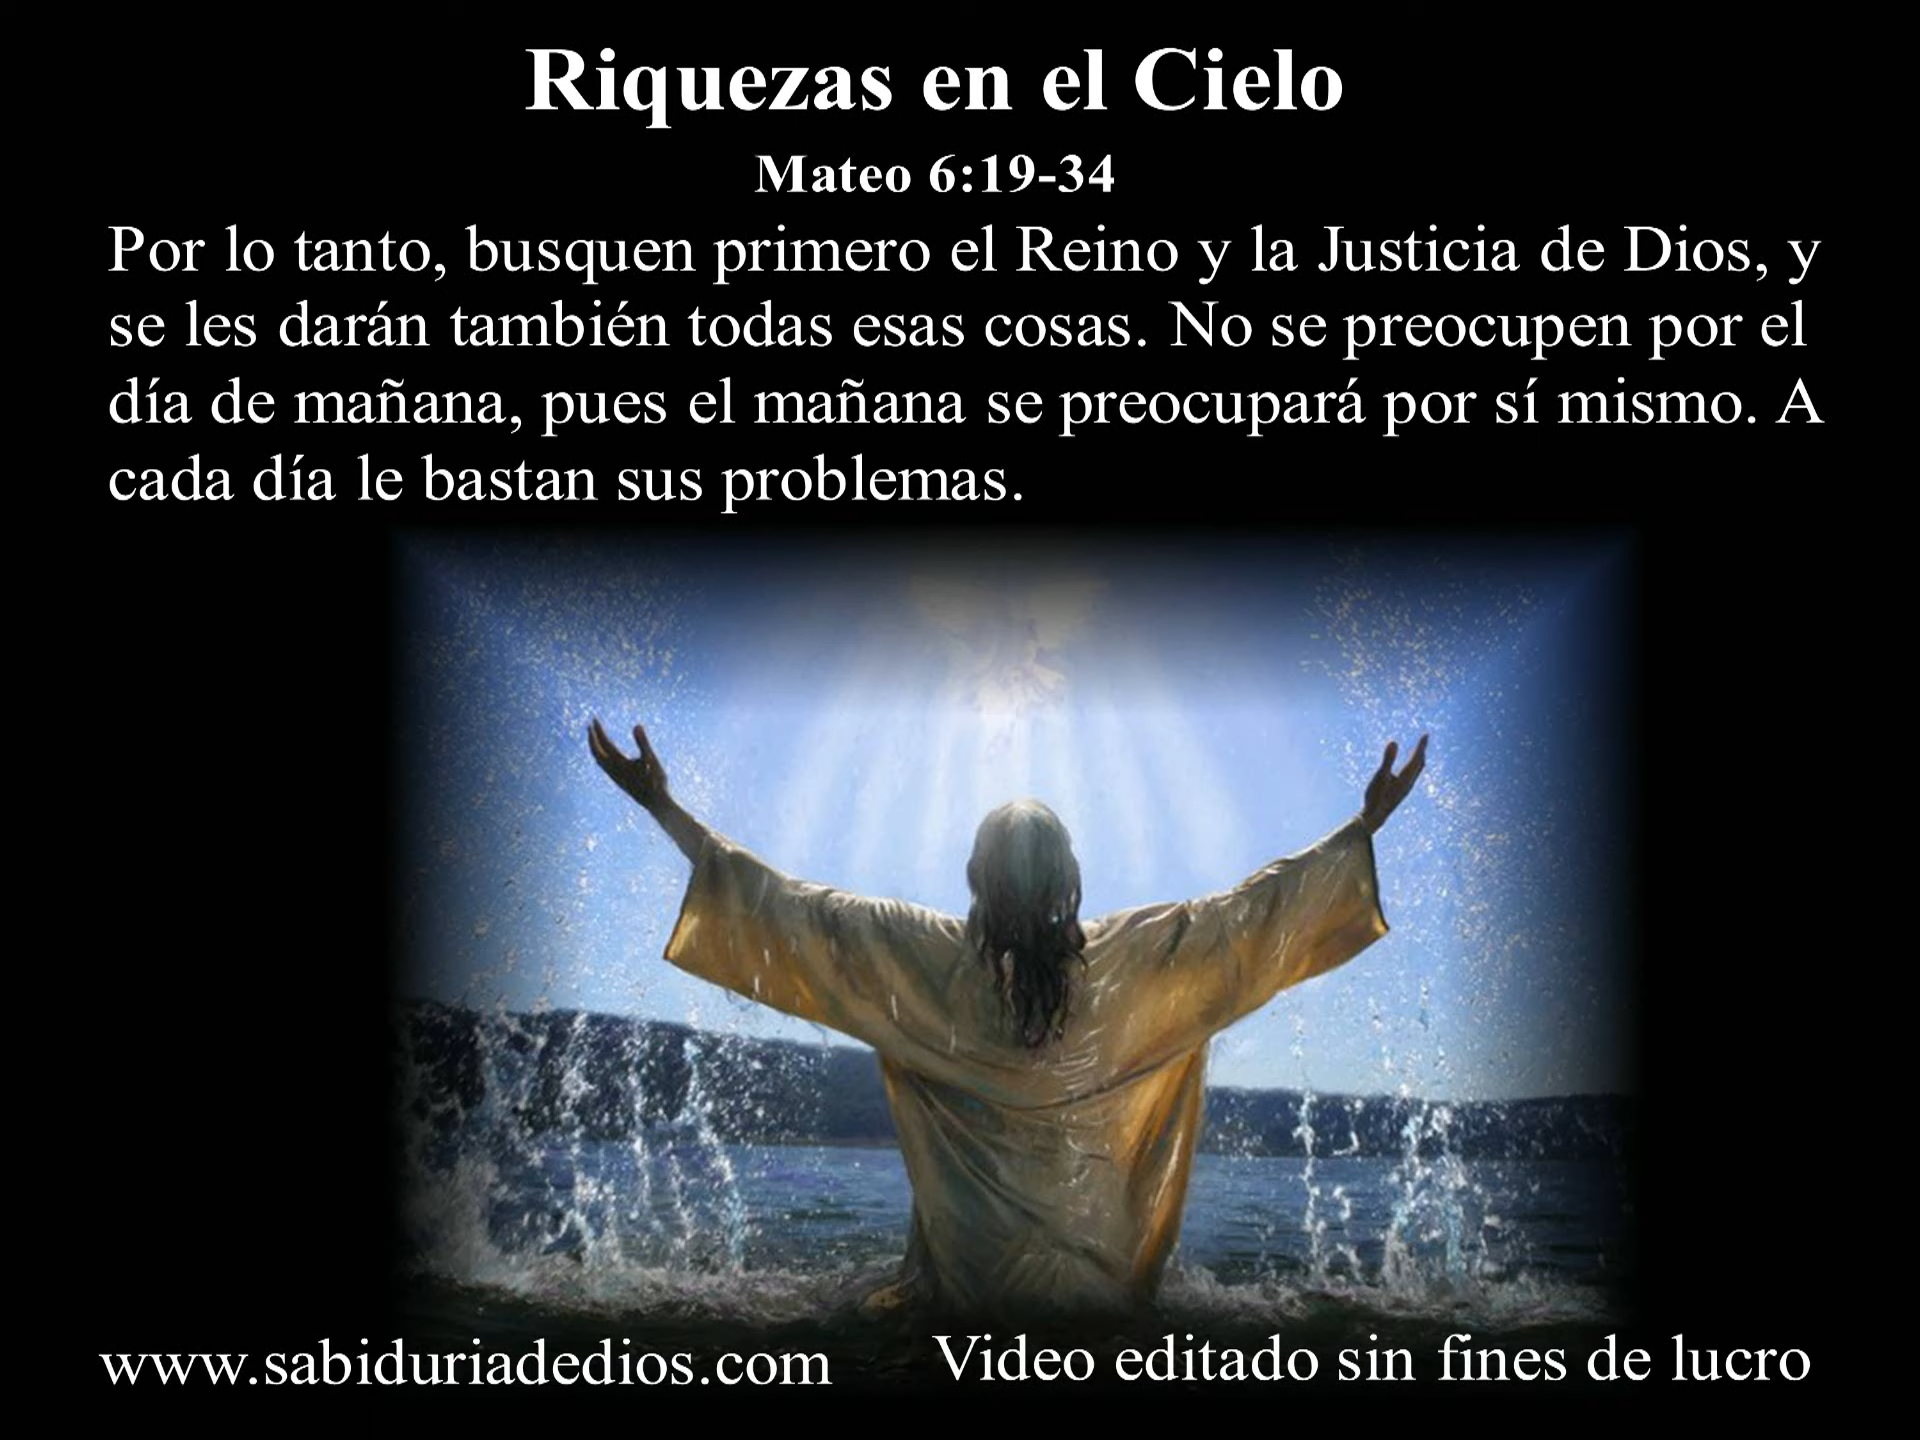 Riquezas en el Cielo
Mateo 6:19-34
Por lo tanto, busquen primero el Reino y la Justicia de Dios, y
se les darán también todas esas cosas. No se preocupen por el
día de mañana, pues el mañana se preocupará por sí mismo. A
cada día le bastan sus problemas.
www.sabiduriadedios.com
Video editado sin fines de lucro